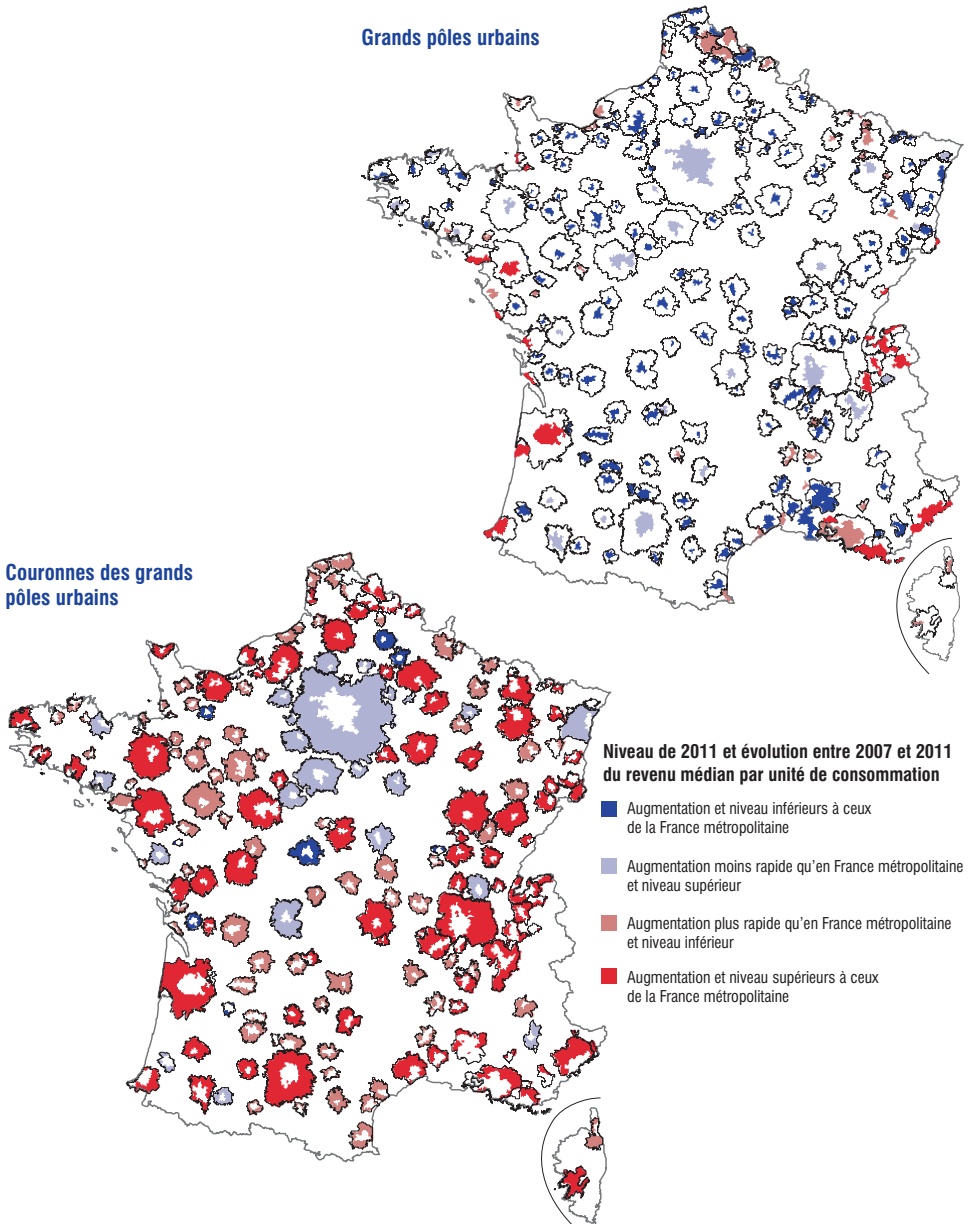 Grands pôles urbains
Couronnes des grands
pôles urbains
Niveau de 2011 et évolution entre 2007 et 2011
du revenu médian par unité de consommation
Augmentation et niveau inférieurs à ceux
de la France métropolitaine
Augmentation moins rapide qu'en France métropolitaine
et niveau supérieur
Augmentation plus rapide qu'en France métropolitaine
et niveau inférieur
Augmentation et niveau supérieurs à ceux
de la France métropolitaine